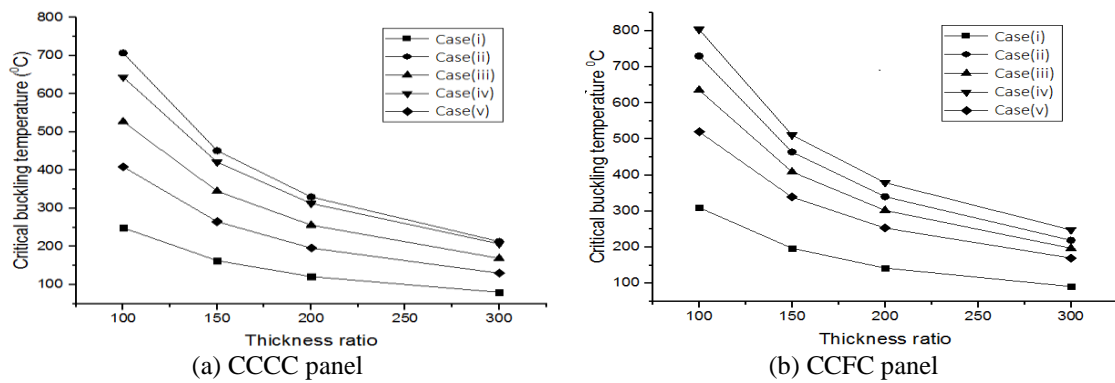 800
700
600
500
400
300
200
100
Critical buckling temperature (⁰C)
Case(i)
Case(ii)
Case(iii)
Case(iv)
Case(v)
100 150 200 250 300
Thickness ratio
(a) CCCC panel
800
700
600
500
400
300
200
100
Critical buckling temperature ⁰C
Case(i)
Case(ii)
Case(iii)
Case(iv)
Case(v)
100 150 200 250 300
Thickness ratio
(b) CCFC panel